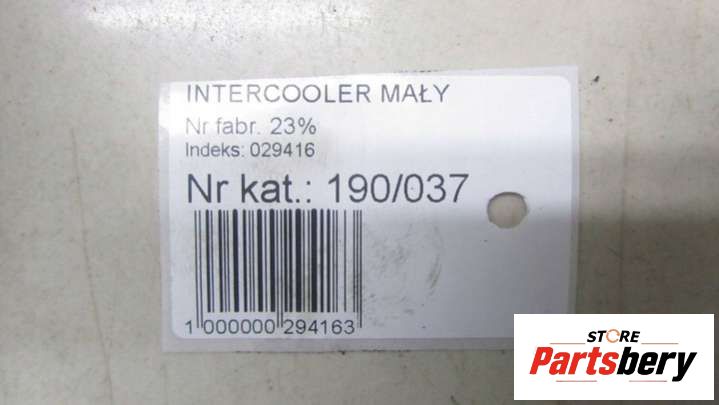 INTERCOOLER MAŁY
Nr fabr. 23%
Indeks: 029416
Nr kat.: 190/037
1 000000 294163
STORE
Partsbery